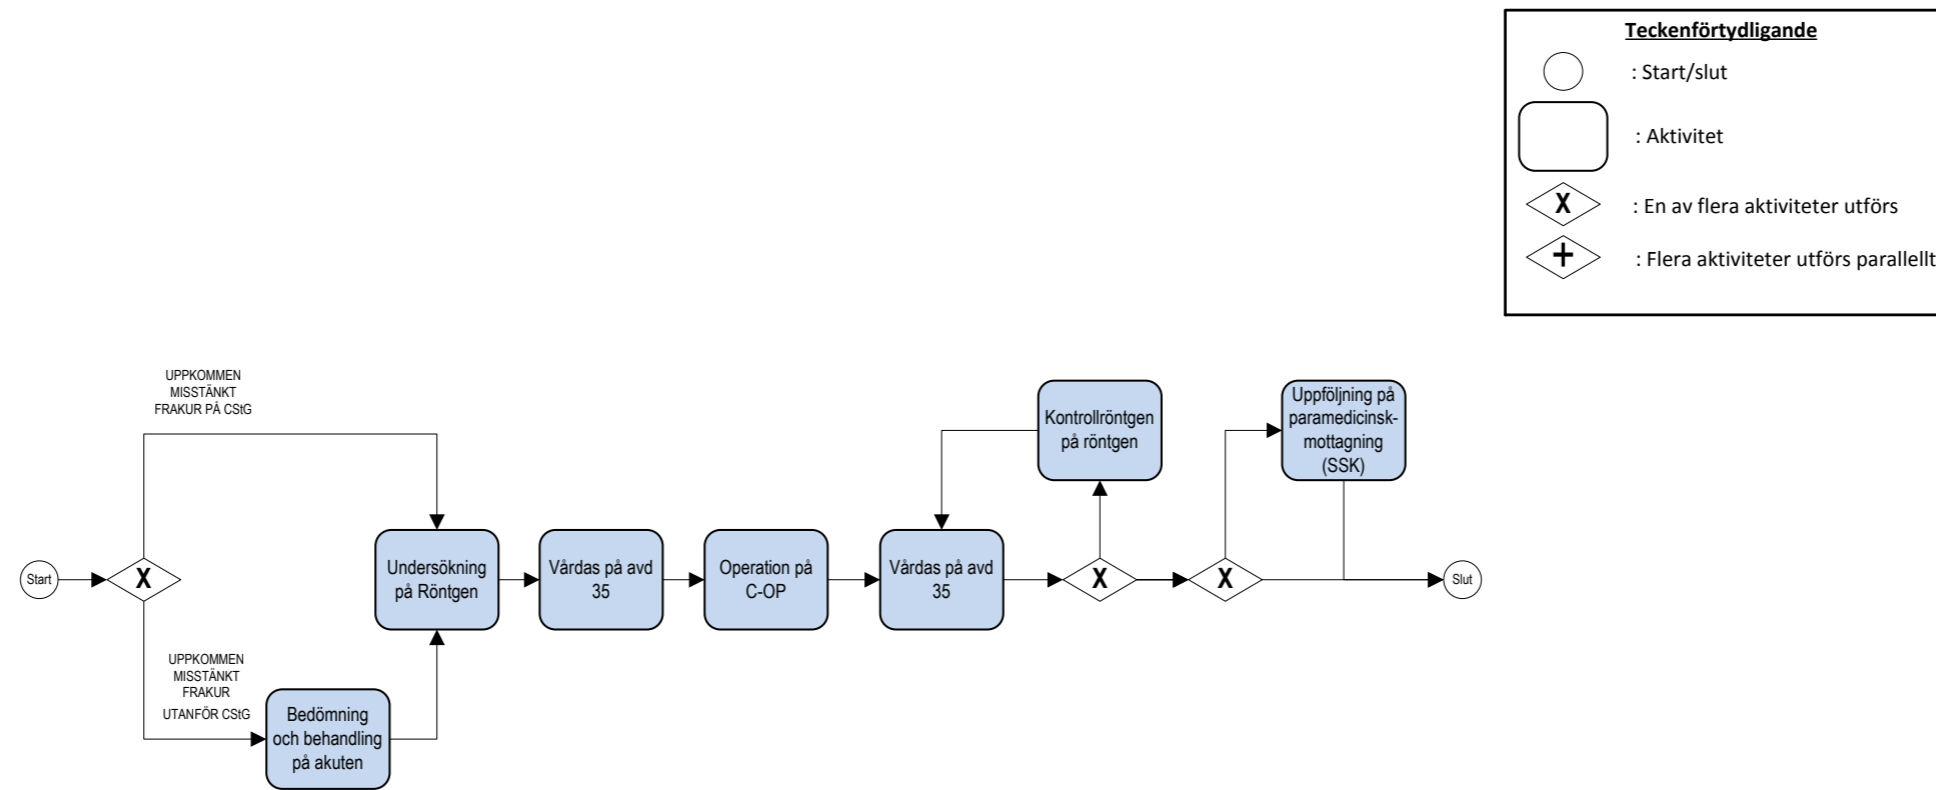 Teckenförtydligande
: Start/slut
: Aktivitet
X
: En av flera aktiviteter utförs
+
: Flera aktiviteter utförs parallellt
UPPKOMMEN
MISSTÄNKT
FRAKUR PÅ CStG
Kontrollröntgen
på röntgen
Uppföljning på
paramedicinsk-
mottagning
(SSK)
Start
X
Undersökning
på Röntgen
Vårdas på avd
35
Operation på
C-OP
Vårdas på avd
35
X
X
Slut
UPPKOMMEN
MISSTÄNKT
FRAKUR
UTANFÖR CStG
Bedömning
och behandling
på akuten